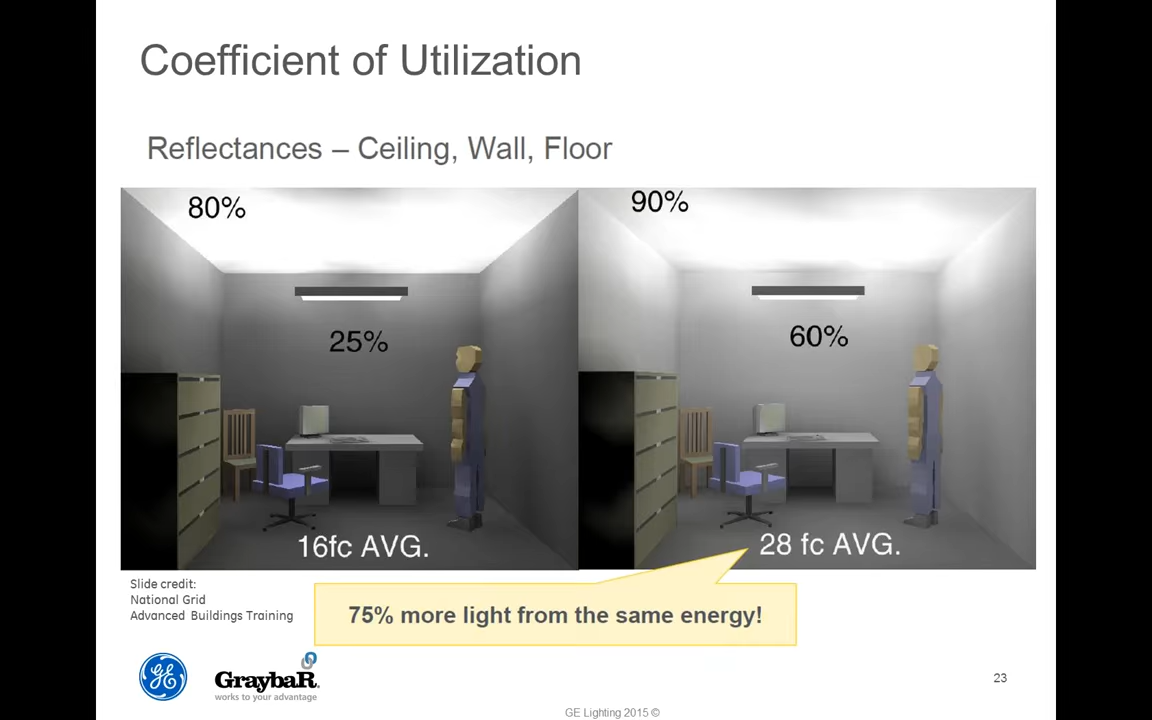 Coefficient of Utilization
Reflectances – Ceiling, Wall, Floor
80%
90%
25%
60%
16fc AVG.
28 fc AVG.
Slide credit:
National Grid
Advanced Buildings Training
75% more light from the same energy!
GE
GraybaR.
works to your advantage
23
GE Lighting 2015 ©